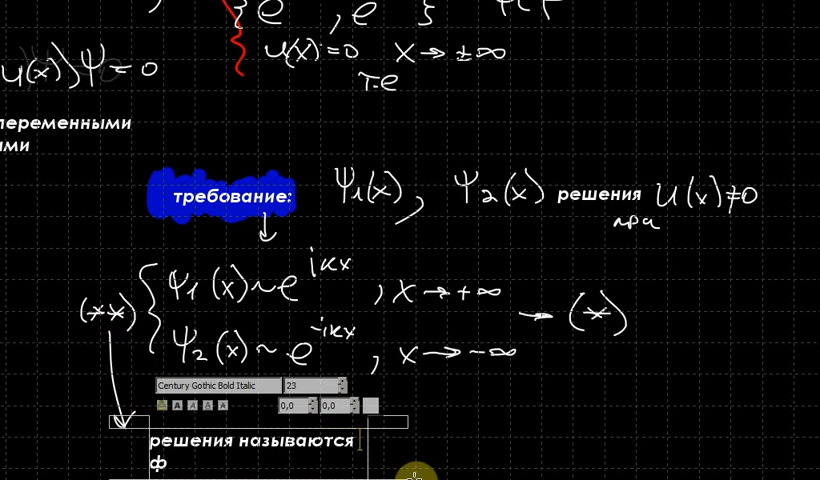 { e , e }
u(x)=0 x → ±∞
u(x))ψ=0
т.е
переменными
ями
требование: ψ1(x), ψ2(x) решения u(x)≠0
при
(**) { ψ1(x)~e^{ikx} , x → +∞ → (*)
ψ2(x)~e^{-ikx} , x → -∞
Century Gothic Bold Italic 23
A A A A 0,0 0,0
решения называются
ф